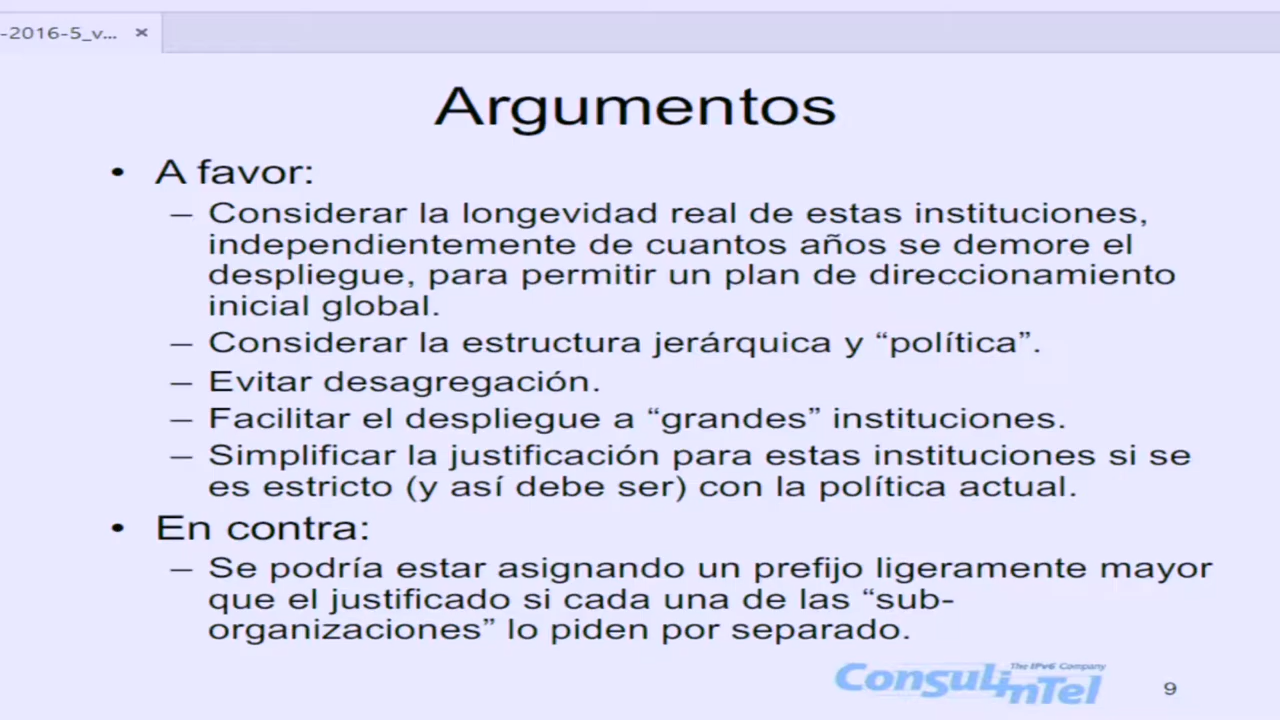 -2016-5_v... ×
Argumentos
• A favor:
– Considerar la longevidad real de estas instituciones,
independientemente de cuantos años se demore el
despliegue, para permitir un plan de direccionamiento
inicial global.
– Considerar la estructura jerárquica y “política”.
– Evitar desagregación.
– Facilitar el despliegue a “grandes” instituciones.
– Simplificar la justificación para estas instituciones si se
es estricto (y así debe ser) con la política actual.
• En contra:
– Se podría estar asignando un prefijo ligeramente mayor
que el justificado si cada una de las “sub-
organizaciones” lo piden por separado.
The IPv6 Company
Consulintel
9